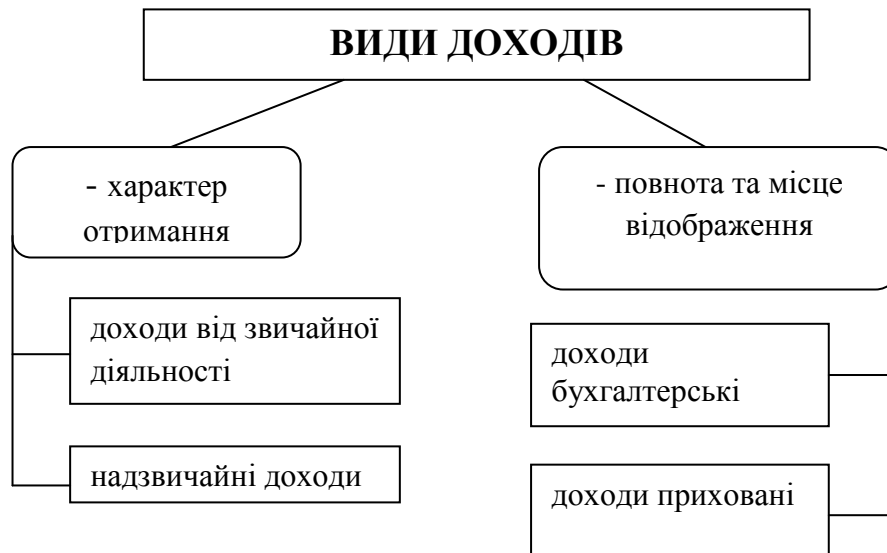 ВИДИ ДОХОДІВ
- характер
отримання
доходи від звичайної
діяльності
надзвичайні доходи
- повнота та місце
відображення
доходи
бухгалтерські
доходи приховані